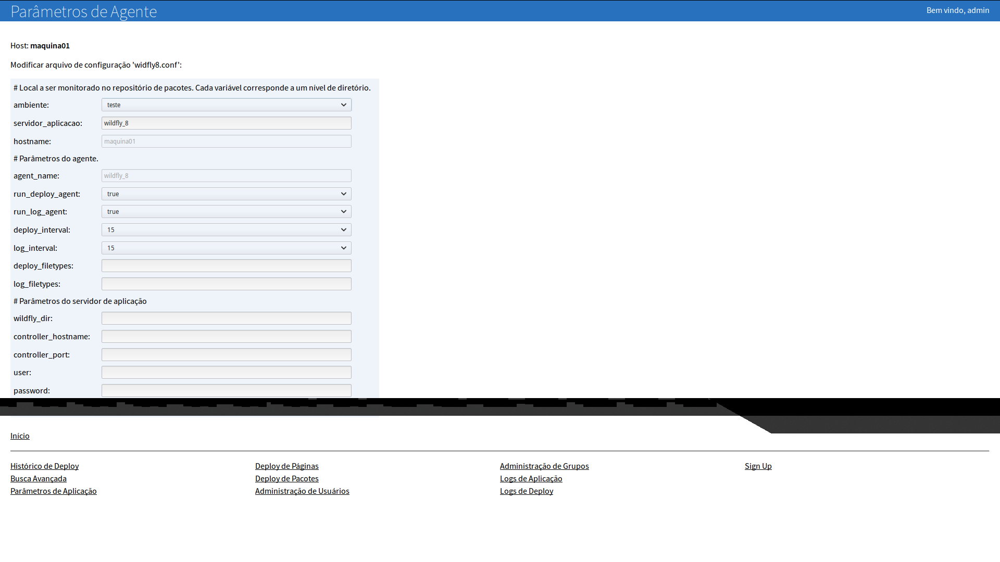 Parâmetros de Agente
Bem vindo, admin
Host: maquina01
Modificar arquivo de configuração 'widfly8.conf':
# Local a ser monitorado no repositório de pacotes. Cada variável corresponde a um nível de diretório.
ambiente: teste
servidor_aplicacao: wildfly_8
hostname: maquina01
# Parâmetros do agente.
agent_name: wildfly_8
run_deploy_agent: true
run_log_agent: true
deploy_interval: 15
log_interval: 15
deploy_filetypes:
log_filetypes:
# Parâmetros do servidor de aplicação
wildfly_dir:
controller_hostname:
controller_port:
user:
password:
Início
Histórico de Deploy
Busca Avançada
Parâmetros de Aplicação
Deploy de Páginas
Deploy de Pacotes
Administração de Usuários
Administração de Grupos
Logs de Aplicação
Logs de Deploy
Sign Up